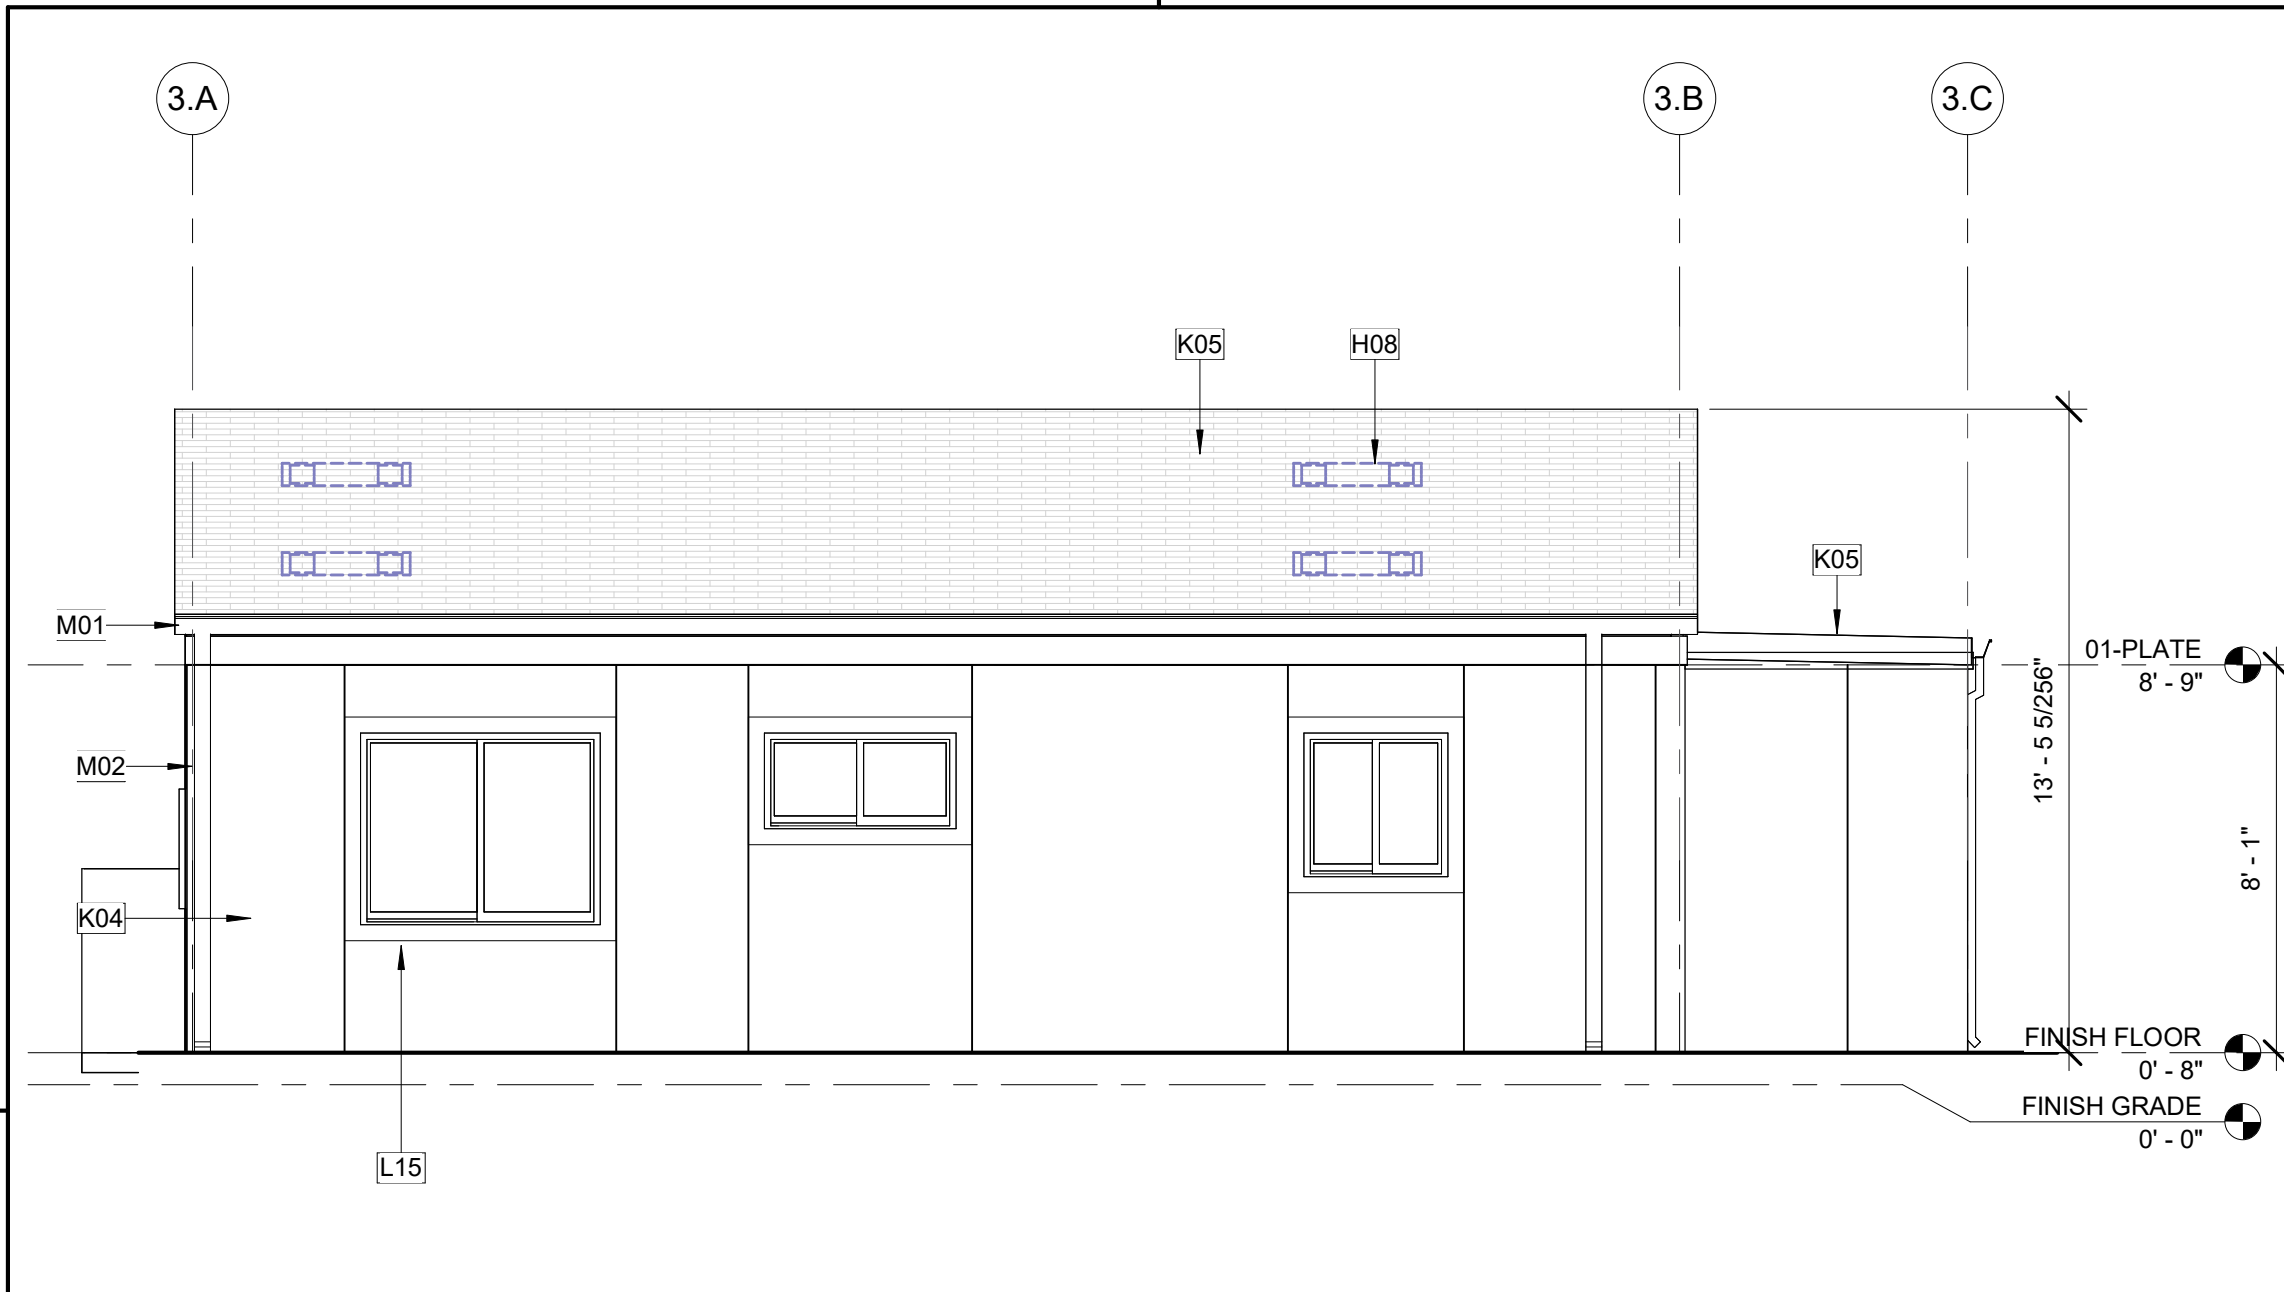 3.A
3.B
3.C
K05
H08
K05
M01
01-PLATE
8' - 9"
13' - 5 5/256"
M02
8' - 1"
K04
FINISH FLOOR
0' - 8"
FINISH GRADE
0' - 0"
L15